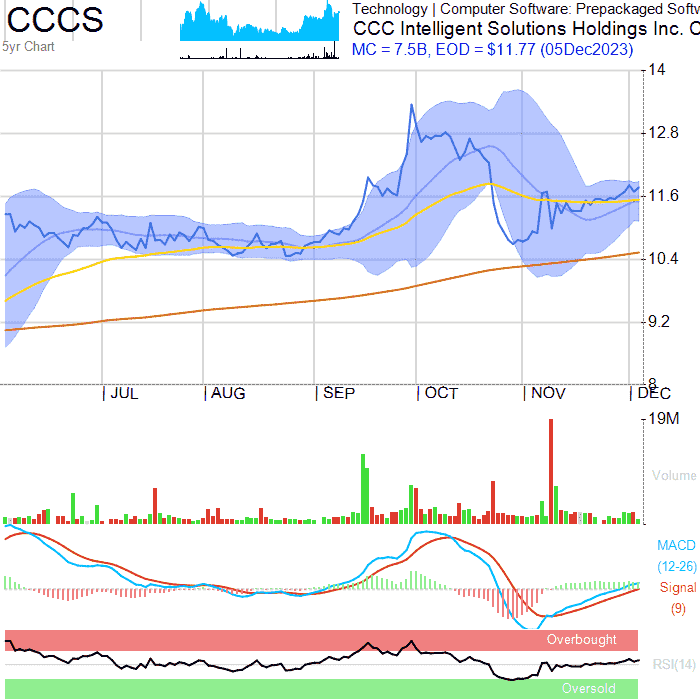 CCCS
5yr Chart
Technology | Computer Software: Prepackaged Softw
CCC Intelligent Solutions Holdings Inc. C
MC = 7.5B, EOD = $11.77 (05Dec2023)
14
12.8
11.6
10.4
9.2
8
JUL AUG SEP OCT NOV DEC
19M
Volume
MACD
(12-26)
Signal
(9)
Overbought
RSI(14)
Oversold